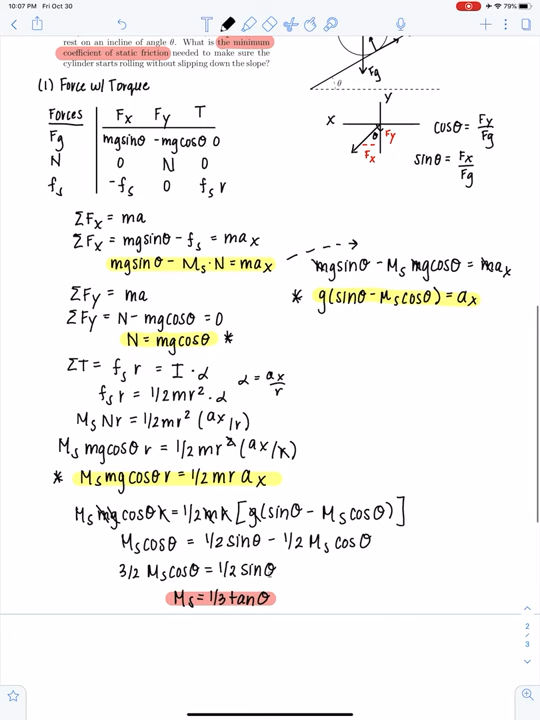 10:07 PM Fri Oct 30
79%
rest on an incline of angle θ. What is the minimum
coefficient of static friction needed to make sure the
cylinder starts rolling without slipping down the slope?
Fg
θ
(1) Force w/ Torque
Forces Fx Fy T
Fg mgsinθ -mgcosθ 0
N 0 N 0
fs -fs 0 fs r
Y
X
θ
Fy
Fx
cosθ = Fy/Fg
sinθ = Fx/Fg
ΣFx = ma
ΣFx = mgsinθ - fs = max
mgsinθ - Ms·N = max
mgsinθ - Ms mgcosθ = max
* g(sinθ - Mscosθ) = ax
ΣFy = ma
ΣFy = N - mgcosθ = 0
N = mgcosθ *
ΣT = fs r = I · α
α = ax/r
fs r = 1/2mr² · α
Ms Nr = 1/2mr² (ax/r)
Ms mgcosθ r = 1/2mr² (ax/r)
* Ms mg cosθ r = 1/2 mr ax
Ms mg cosθ r = 1/2 m r [g(sinθ - Ms cosθ)]
Ms cosθ = 1/2 sinθ - 1/2 Ms cosθ
3/2 Ms cosθ = 1/2 sinθ
Ms = 1/3 tanθ
2
/
3